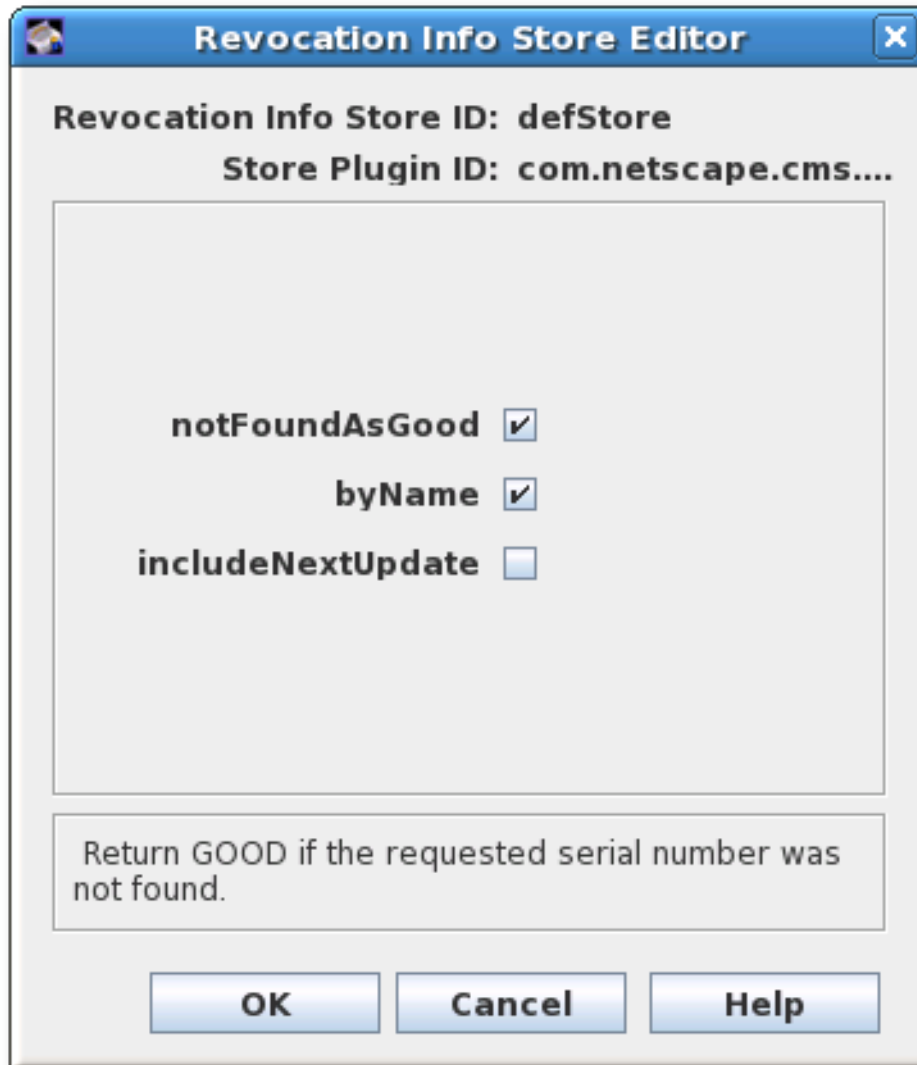 Revocation Info Store Editor
Revocation Info Store ID: defStore
Store Plugin ID: com.netscape.cms....
notFoundAsGood
byName
includeNextUpdate
Return GOOD if the requested serial number was
not found.
OK Cancel Help